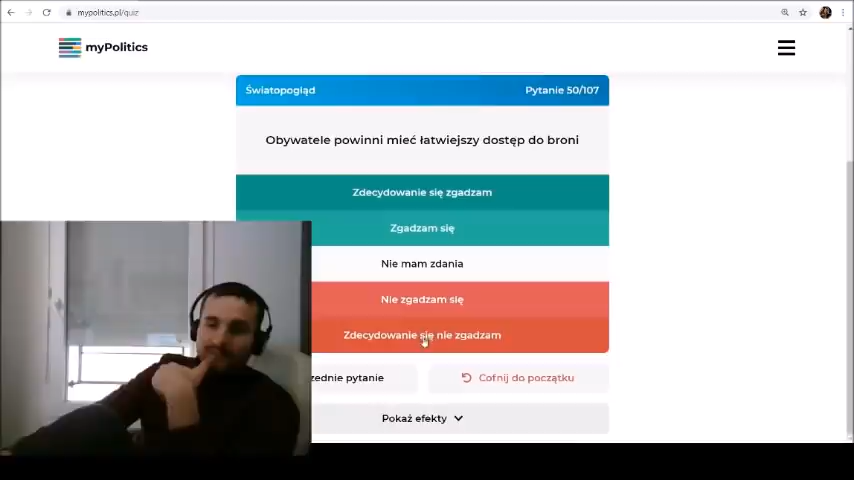 mypolitics.pl/quiz
myPolitics
Światopogląd
Pytanie 50/107
Obywatele powinni mieć łatwiejszy dostęp do broni
Zdecydowanie się zgadzam
Zgadzam się
Nie mam zdania
Nie zgadzam się
Zdecydowanie się nie zgadzam
pytanie
Cofnij do początku
Pokaż efekty